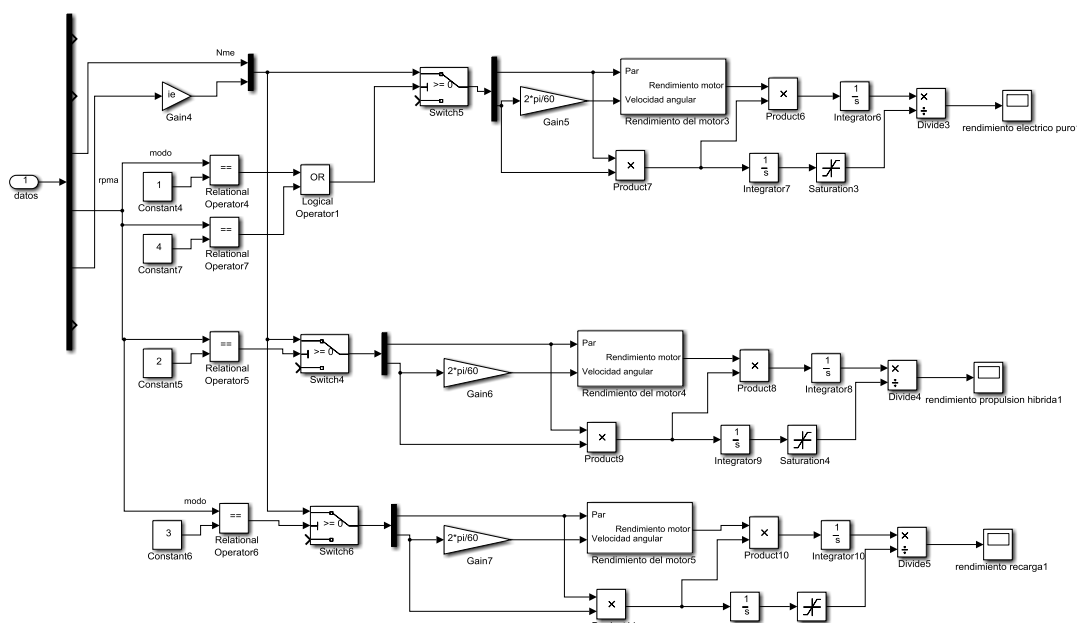 Nme
ie
Gain4
>= 0
Switch5
2*pi/60
Gain5
Par
Rendimiento motor
Velocidad angular
Rendimiento del motor3
×
Product6
1
s
Integrator6
×
÷
Divide3
rendimiento electrico puro
×
Product7
1
s
Integrator7
Saturation3
1
datos
modo
rpma
1
Constant4
==
Relational
Operator4
OR
Logical
Operator1
4
Constant7
==
Relational
Operator7
2
Constant5
==
Relational
Operator5
>= 0
Switch4
2*pi/60
Gain6
Par
Rendimiento motor
Velocidad angular
Rendimiento del motor4
×
Product8
1
s
Integrator8
×
÷
Divide4
rendimiento propulsion hibrida1
×
Product9
1
s
Integrator9
Saturation4
modo
3
Constant6
==
Relational
Operator6
>= 0
Switch6
2*pi/60
Gain7
Par
Rendimiento motor
Velocidad angular
Rendimiento del motor5
×
Product10
1
s
Integrator10
×
÷
Divide5
rendimiento recarga1
×
1
s